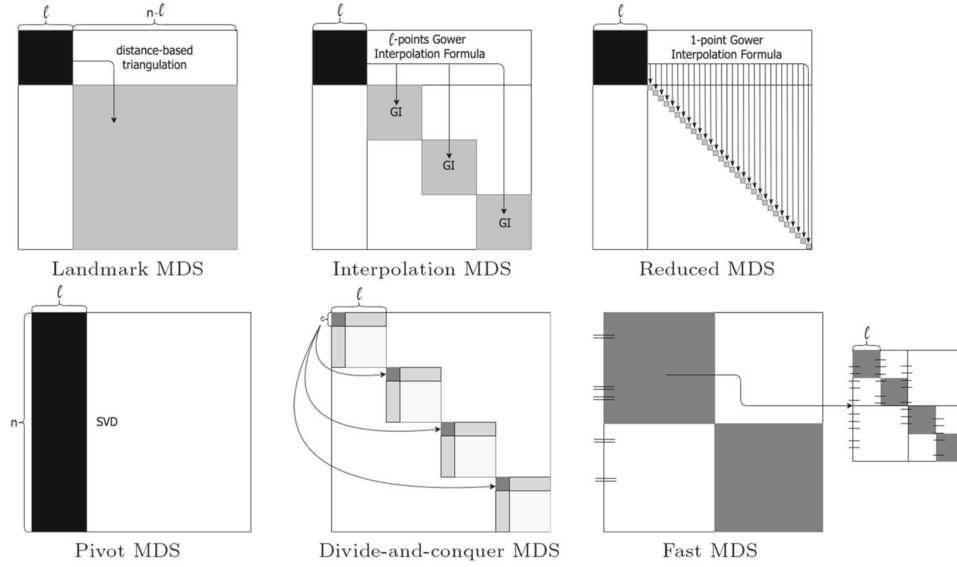 ℓ
n-ℓ
distance-based
triangulation
Landmark MDS
ℓ
ℓ-points Gower
Interpolation Formula
GI
GI
GI
Interpolation MDS
ℓ
1-point Gower
Interpolation Formula
Reduced MDS
ℓ
n
SVD
Pivot MDS
ℓ
c
Divide-and-conquer MDS
ℓ
Fast MDS